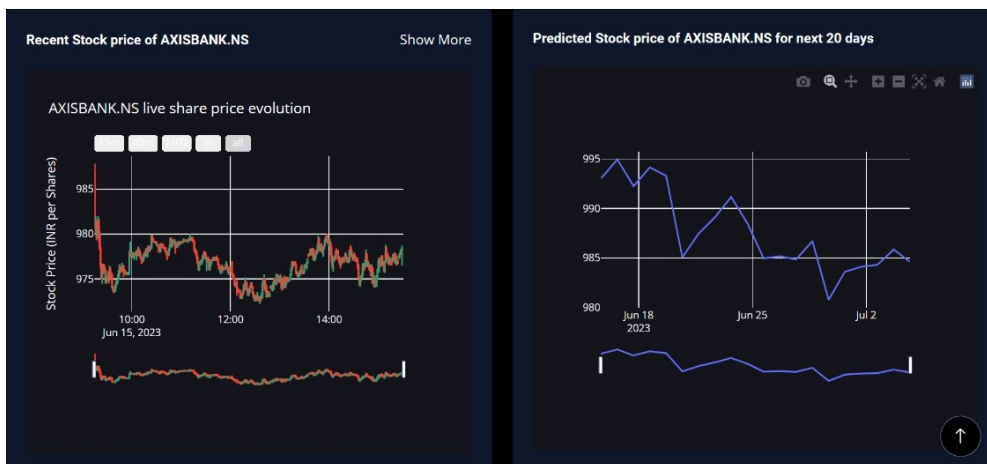 Recent Stock price of AXISBANK.NS
Show More
AXISBANK.NS live share price evolution
all
Stock Price (INR per Shares)
985
980
975
10:00
12:00
14:00
Jun 15, 2023
Predicted Stock price of AXISBANK.NS for next 20 days
995
990
985
980
Jun 18
2023
Jun 25
Jul 2